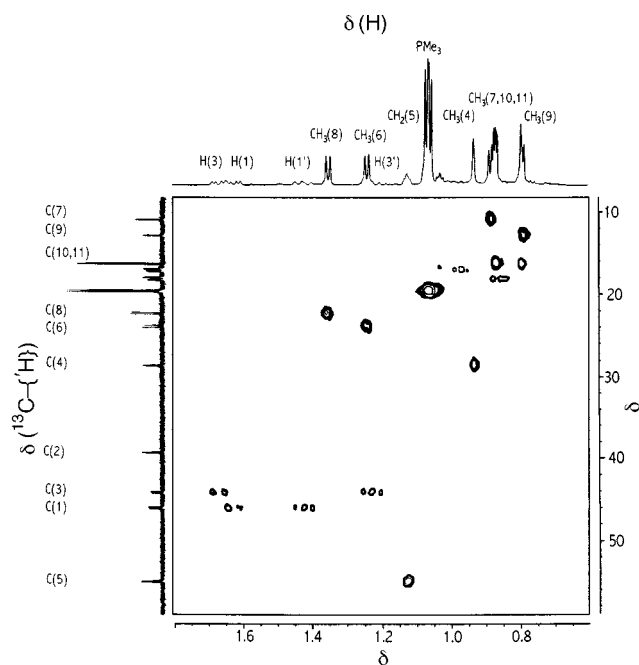 δ (H)
PMe₃
CH₃(7,10,11)
CH₂(5) CH₃(4) CH₃(9)
CH₃(8) CH₃(6)
H(3) H(1) H(1') H(3')
C(7)
C(9)
C(10,11)
C(8)
C(6)
C(4)
C(2)
C(3)
C(1)
C(5)
δ (¹³C–{'H})
10
20
30
40
50
δ
1.6 1.4 1.2 1.0 0.8
δ